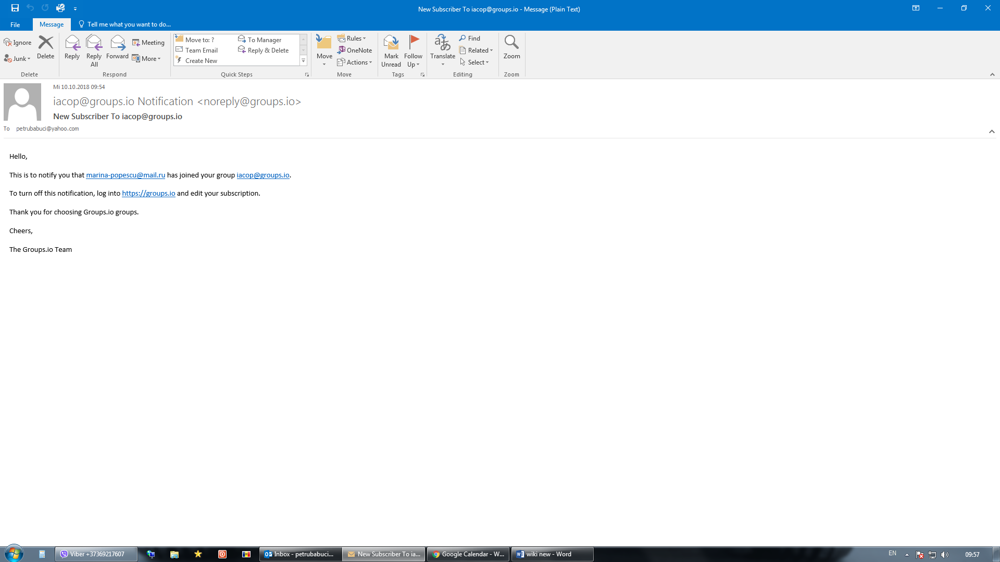 New Subscriber To iacop@groups.io - Message (Plain Text)
File Message Tell me what you want to do...
Ignore
Junk
Delete
Delete
Reply
Reply All
Forward
Meeting
More
Respond
Move to: ?
Team Email
Create New
To Manager
Reply & Delete
Quick Steps
Move
Rules
OneNote
Actions
Move
Mark Unread
Follow Up
Tags
Translate
Find
Related
Select
Editing
Zoom
Zoom
Mi 10.10.2018 09:54
iacop@groups.io Notification <noreply@groups.io>
New Subscriber To iacop@groups.io
To petrubabuci@yahoo.com
Hello,
This is to notify you that marina-popescu@mail.ru has joined your group iacop@groups.io.
To turn off this notification, log into https://groups.io and edit your subscription.
Thank you for choosing Groups.io groups.
Cheers,
The Groups.io Team
Viber +37369217607 Inbox - petrubabuci... New Subscriber To ia... Google Calendar - W... wiki new - Word EN 09:57